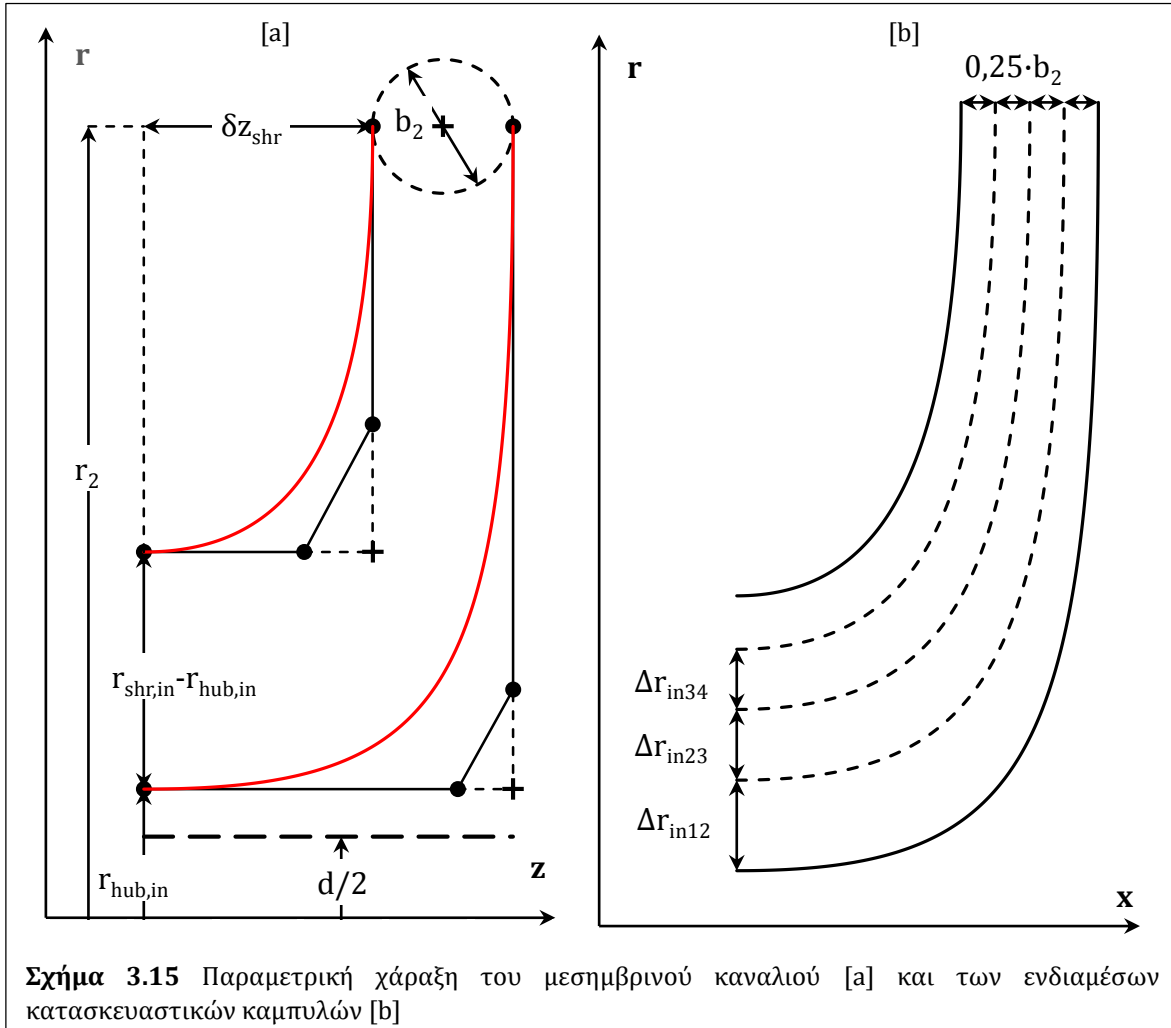 [a]
r
δz_shr
b_2
r_2
r_shr,in-r_hub,in
r_hub,in
d/2
z
[b]
r
0,25·b_2
Δr_in34
Δr_in23
Δr_in12
x
Σχήμα 3.15 Παραμετρική χάραξη του μεσημβρινού καναλιού [a] και των ενδιαμέσων
κατασκευαστικών καμπυλών [b]